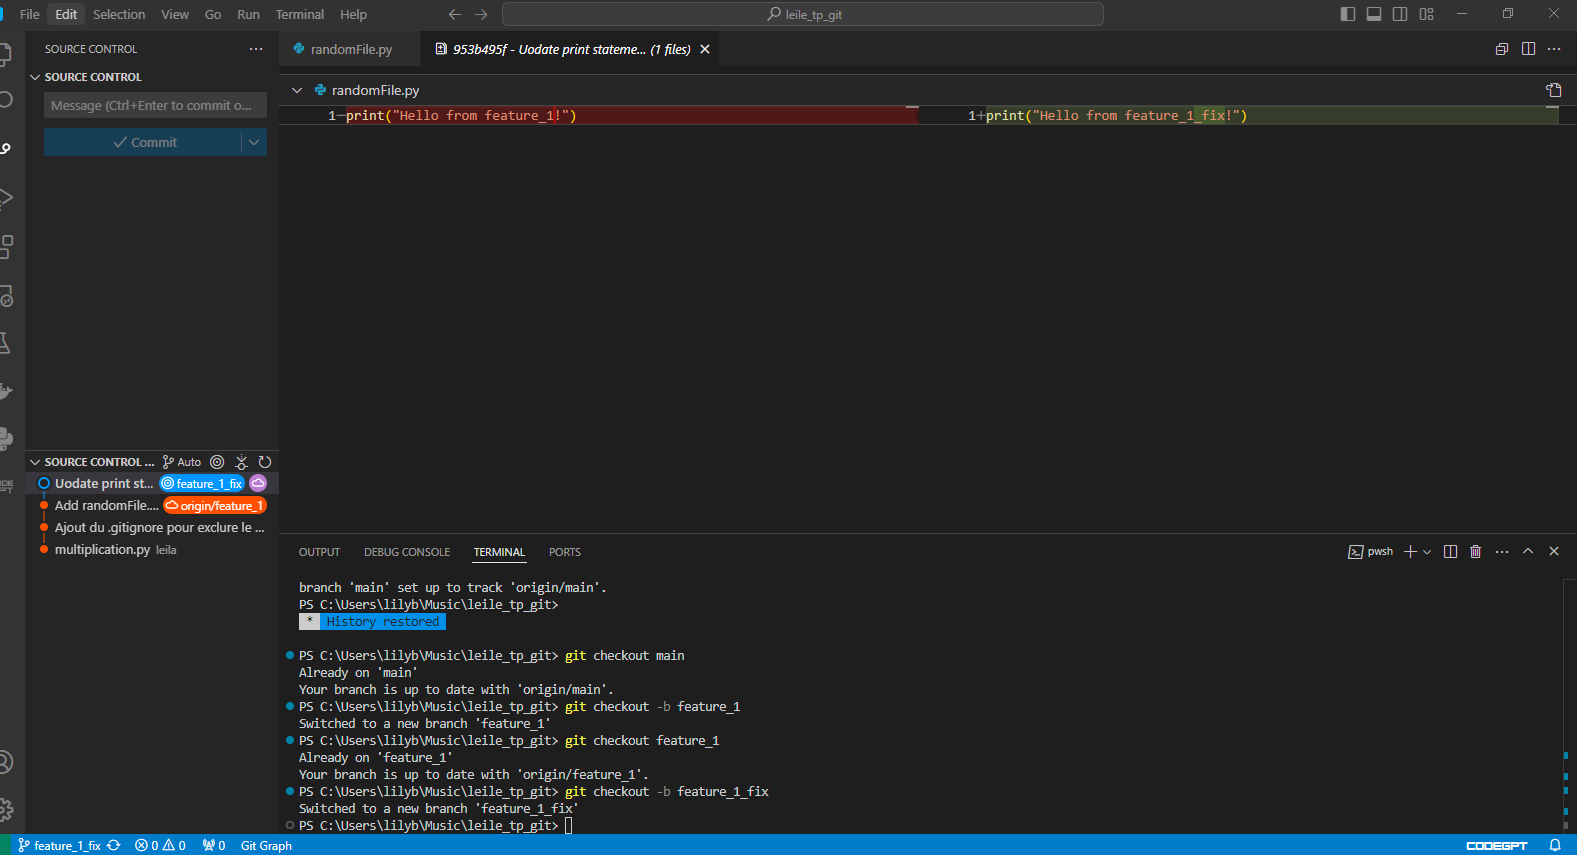 File Edit Selection View Go Run Terminal Help
leile_tp_git
SOURCE CONTROL
randomFile.py
953b495f - Uodate print stateme... (1 files)
SOURCE CONTROL
Message (Ctrl+Enter to commit o...
Commit
randomFile.py
1 print("Hello from feature_1!")
1 print("Hello from feature_1_fix!")
SOURCE CONTROL ... Auto
Uodate print st... feature_1_fix
Add randomFile.... origin/feature_1
Ajout du .gitignore pour exclure le ...
multiplication.py leila
OUTPUT DEBUG CONSOLE TERMINAL PORTS
pwsh
branch 'main' set up to track 'origin/main'.
PS C:\Users\lilyb\Music\leile_tp_git>
* History restored
PS C:\Users\lilyb\Music\leile_tp_git> git checkout main
Already on 'main'
Your branch is up to date with 'origin/main'.
PS C:\Users\lilyb\Music\leile_tp_git> git checkout -b feature_1
Switched to a new branch 'feature_1'
PS C:\Users\lilyb\Music\leile_tp_git> git checkout feature_1
Already on 'feature_1'
Your branch is up to date with 'origin/feature_1'.
PS C:\Users\lilyb\Music\leile_tp_git> git checkout -b feature_1_fix
Switched to a new branch 'feature_1_fix'
PS C:\Users\lilyb\Music\leile_tp_git>
feature_1_fix 0 0 0 Git Graph
CODEGPT